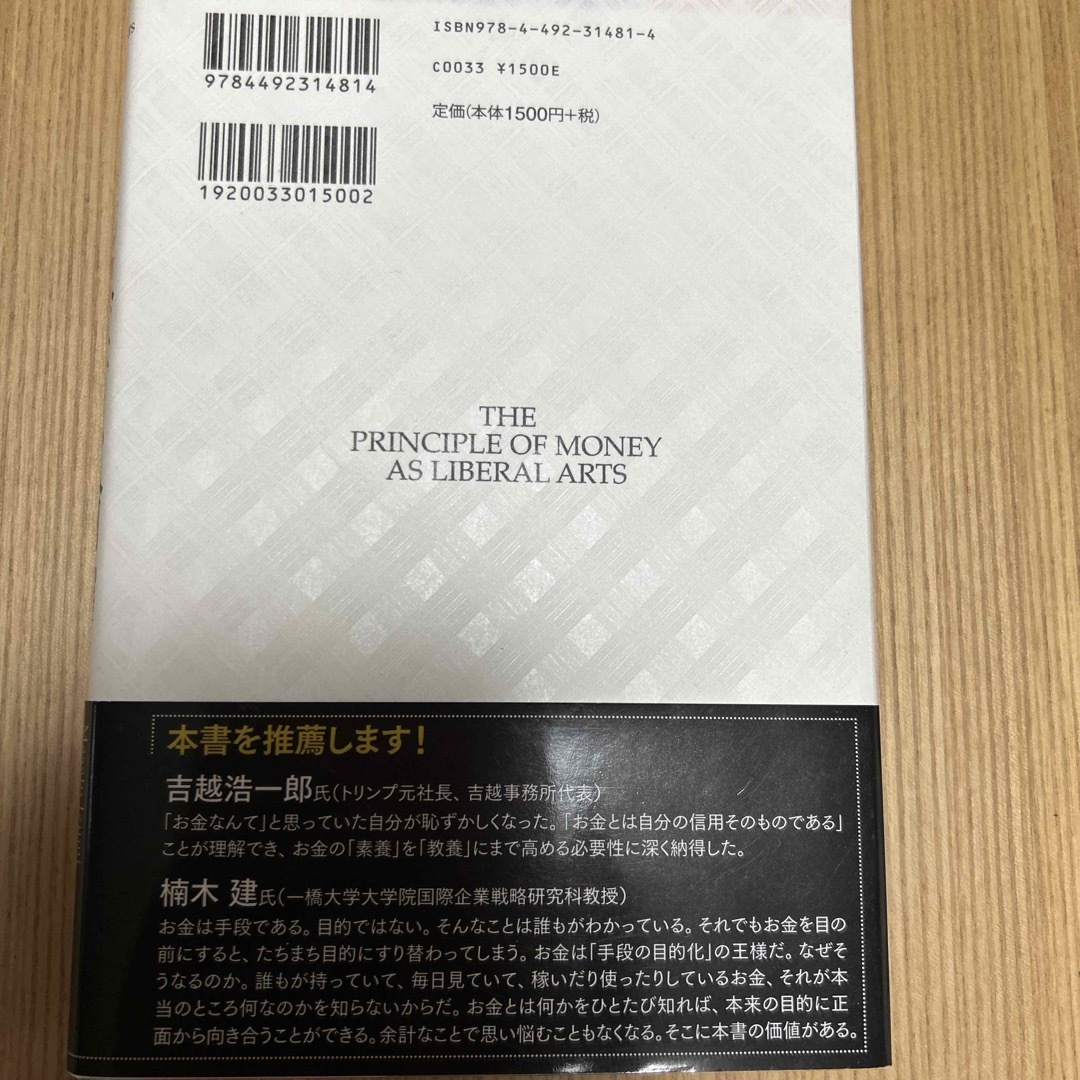 ISBN978-4-492-31481-4
9784492314814
C0033 ¥1500E
定価(本体1500円+税)
1920033015002
THE
PRINCIPLE OF MONEY
AS LIBERAL ARTS
本書を推薦します!
吉越浩一郎氏(トリンプ元社長、吉越事務所代表)
「お金なんて」と思っていた自分が恥ずかしくなった。「お金とは自分の信用そのものである」
ことが理解でき、お金の「素養」を「教養」にまで高める必要性に深く納得した。
楠木 建氏(一橋大学大学院国際企業戦略研究科教授)
お金は手段である。目的ではない。そんなことは誰もがわかっている。それでもお金を目の
前にすると、たちまち目的にすり替わってしまう。お金は「手段の目的化」の王様だ。なぜそ
うなるのか。誰もが持っていて、毎日見ていて、稼いだり使ったりしているお金、それが本
当のところ何なのかを知らないからだ。お金とは何かをひとたび知れば、本来の目的に正
面から向き合うことができる。余計なことで思い悩むこともなくなる。そこに本書の価値がある。